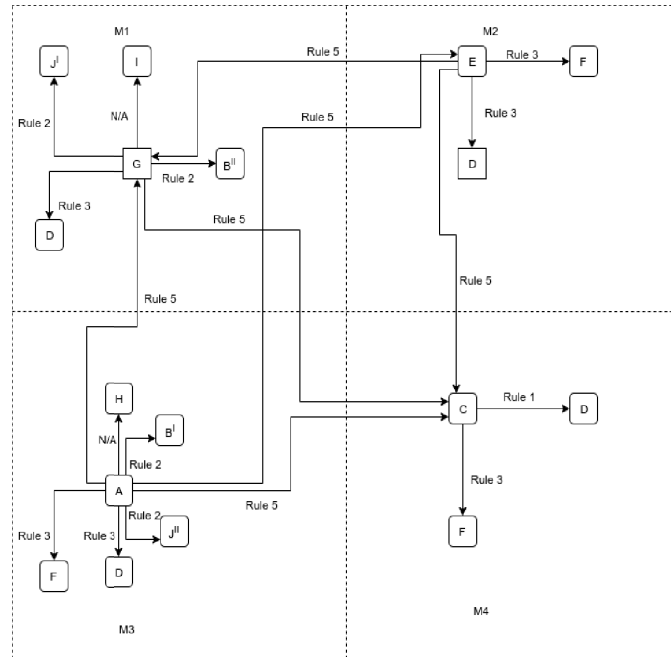 M1
J^I
I
Rule 2
N/A
G
B^II
Rule 2
Rule 3
D
Rule 5
Rule 5
Rule 5
Rule 5
M2
E
Rule 3
F
Rule 3
D
Rule 5
H
N/A
B^I
Rule 2
A
Rule 2
Rule 5
Rule 3
Rule 3
J^II
F
D
M3
C
Rule 1
D
Rule 3
F
M4